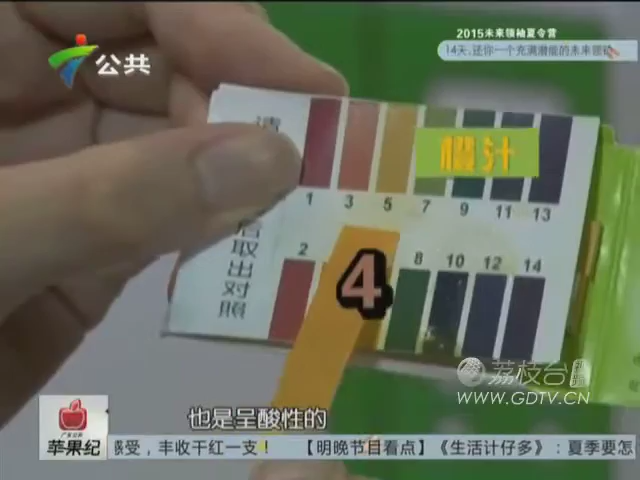 公共
2015未来领袖夏令营
14天,还你一个充满潜能的未来领袖
榄汁
1 3 5 7 9 11 13
取出对照
2 8 10 12 14
4
荔枝台
www.GDTV.CN
也是呈酸性的
苹果纪
感受，丰收干红一支！ 【明晚节目看点】《生活计仔多》：夏季要怎